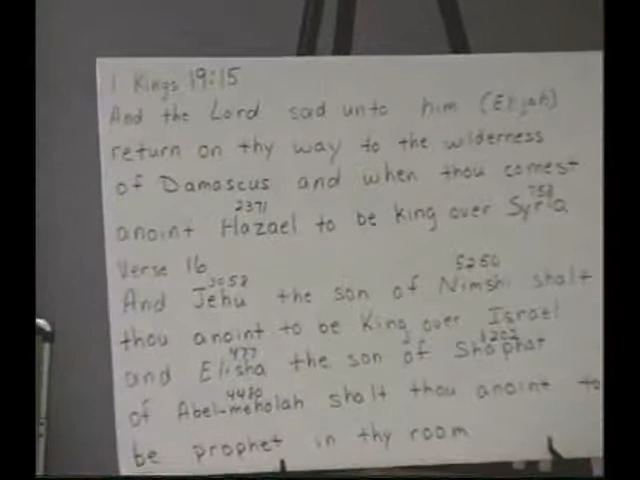 1 Kings 19:15
And the Lord said unto him (Elijah)
return on thy way to the wilderness
of Damascus and when thou comest
2371 758
anoint Hazael to be king over Syria.
Verse 16
3058 5250
And Jehu the son of Nimshi shalt
thou anoint to be King over Israel
477 1202
and Elisha the son of Shaphat
4480
of Abel-meholah shalt thou anoint to
be prophet in thy room